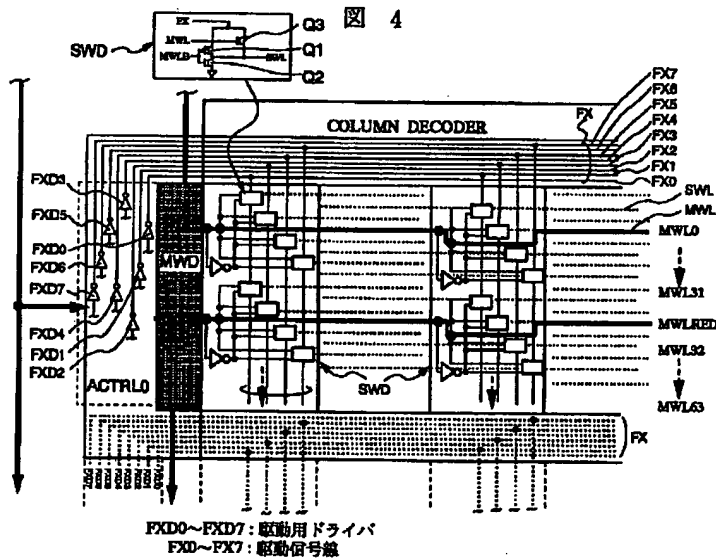 図 4
FX
MWL
MWLB
SWL
SWD
Q3
Q1
Q2
COLUMN DECODER
FX
FX7
FX6
FX5
FX4
FX3
FX2
FX1
FX0
SWL
MWL
MWL0
MWL31
MWLRED
MWL32
MWL63
FXD3
FXD5
FXD0
FXD6
FXD7
FXD4
FXD1
FXD2
MWD
ACTRL0
SWD
FX
FXD0〜FXD7：駆動用ドライバ
FX0〜FX7：駆動信号線